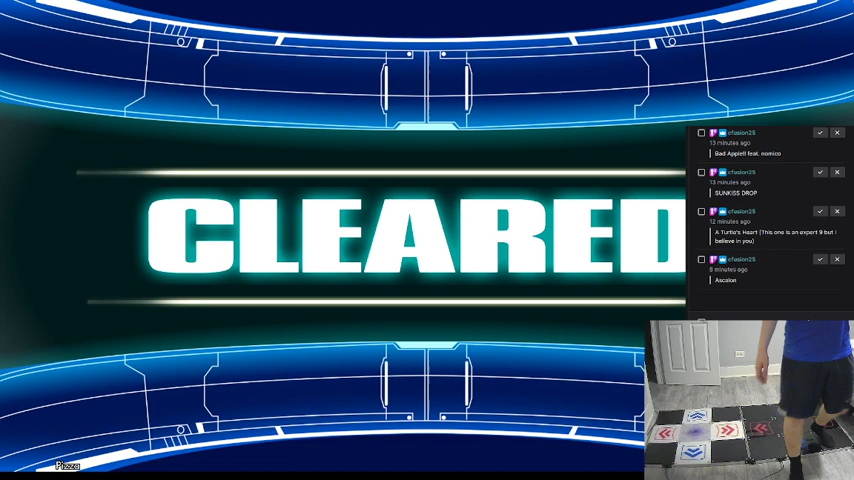 CLEARED
cfusion25
13 minutes ago
Bad Apple!! feat. nomico
cfusion25
13 minutes ago
SUNKISS DROP
cfusion25
12 minutes ago
A Turtle's Heart (This one is an expert 9 but I
believe in you)
cfusion25
8 minutes ago
Ascalon
Pizza